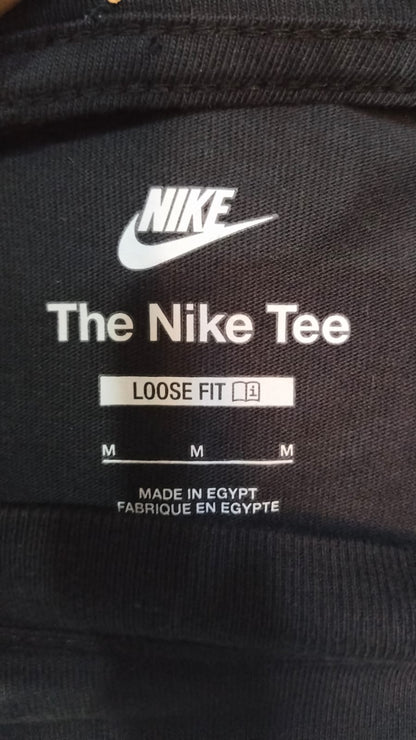 NIKE
The Nike Tee
LOOSE FIT
M M M
MADE IN EGYPT
FABRIQUE EN EGYPTE